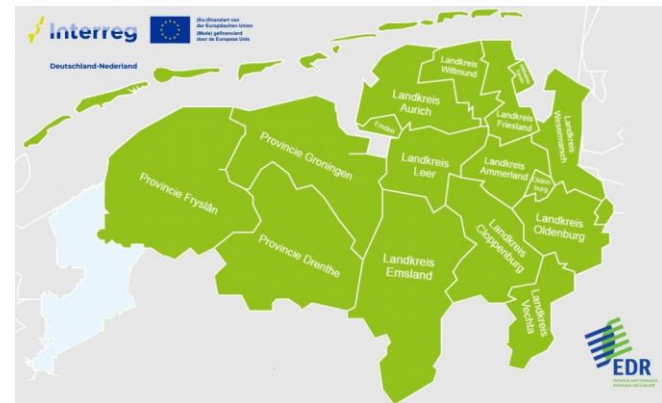 Interreg
(Ko-)finanziert von
der Europäischen Union
(Mede) gefinancierd
door de Europese Unie
Deutschland-Nederland
Landkreis
Wittmund
Landkreis
Aurich
Emden
Landkreis
Friesland
Landkreis
Wesermarsch
Provincie Groningen
Provincie Fryslân
Provincie Drenthe
Landkreis
Leer
Landkreis
Ammerland
Olden-
burg
Landkreis
Oldenburg
Landkreis
Cloppenburg
Landkreis
Emsland
Landkreis
Vechta
EDR